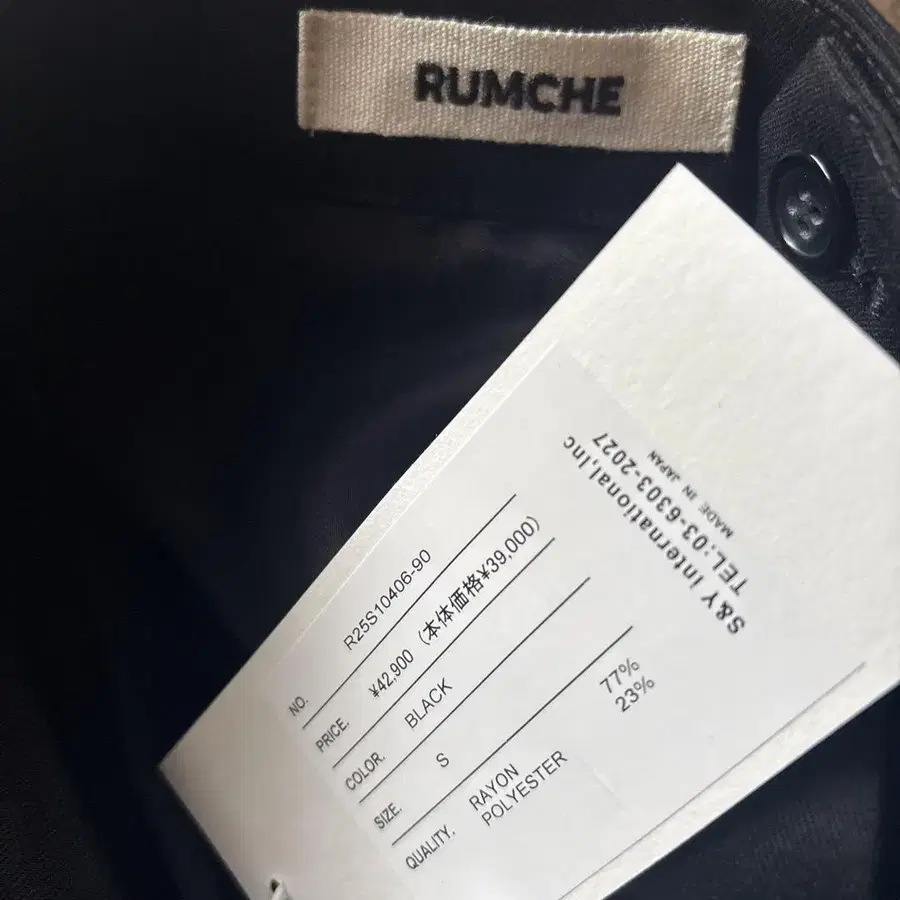 RUMCHE
NO. R25S10406-90
PRICE. ¥42,900 (本体価格¥39,000)
COLOR. BLACK
SIZE. S
QUALITY. RAYON 77%
POLYESTER 23%
S&Y International,Inc
TEL:03-6303-2027
MADE IN JAPAN